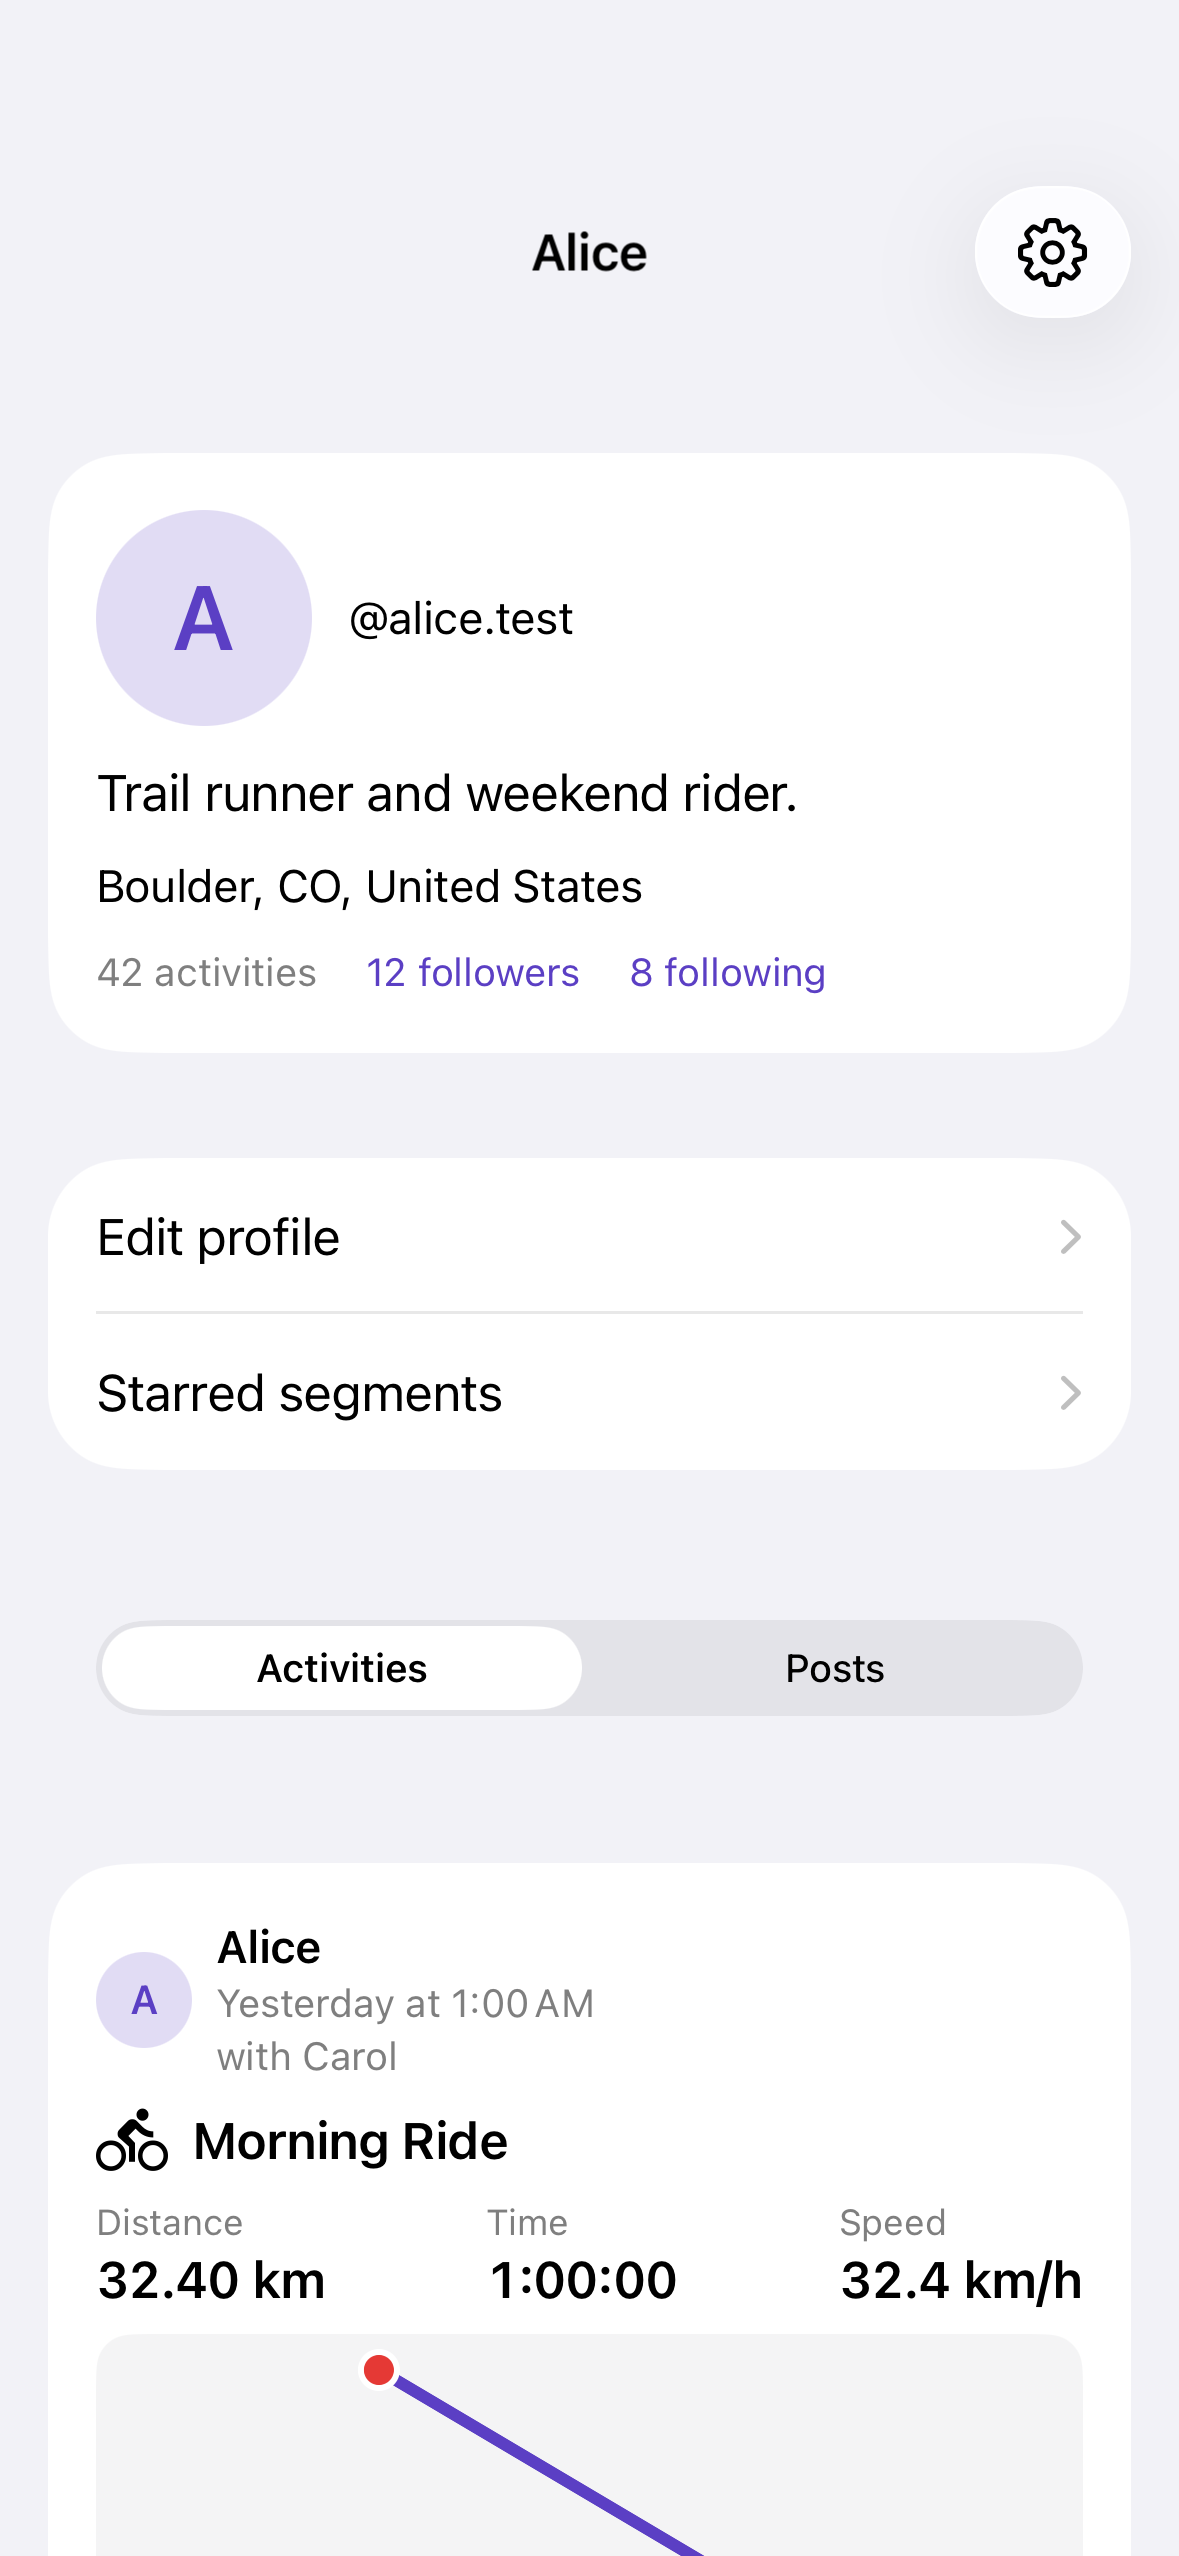 Alice
A
@alice.test
Trail runner and weekend rider.
Boulder, CO, United States
42 activities 12 followers 8 following
Edit profile
Starred segments
Activities Posts
A
Alice
Yesterday at 1:00 AM
with Carol
Morning Ride
Distance Time Speed
32.40 km 1:00:00 32.4 km/h